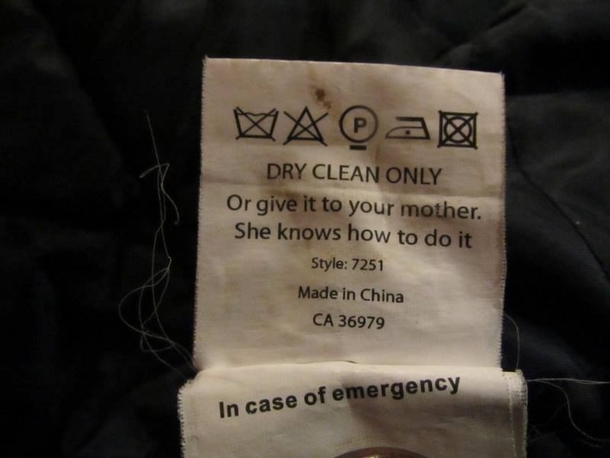 P
DRY CLEAN ONLY
Or give it to your mother.
She knows how to do it
Style: 7251
Made in China
CA 36979
In case of emergency